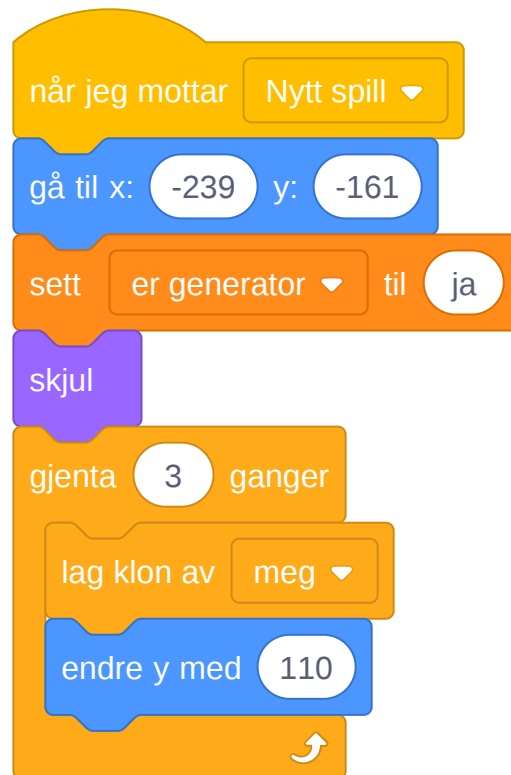 når jeg mottar Nytt spill
gå til x: -239 y: -161
sett er generator til ja
skjul
gjenta 3 ganger
lag klon av meg
endre y med 110